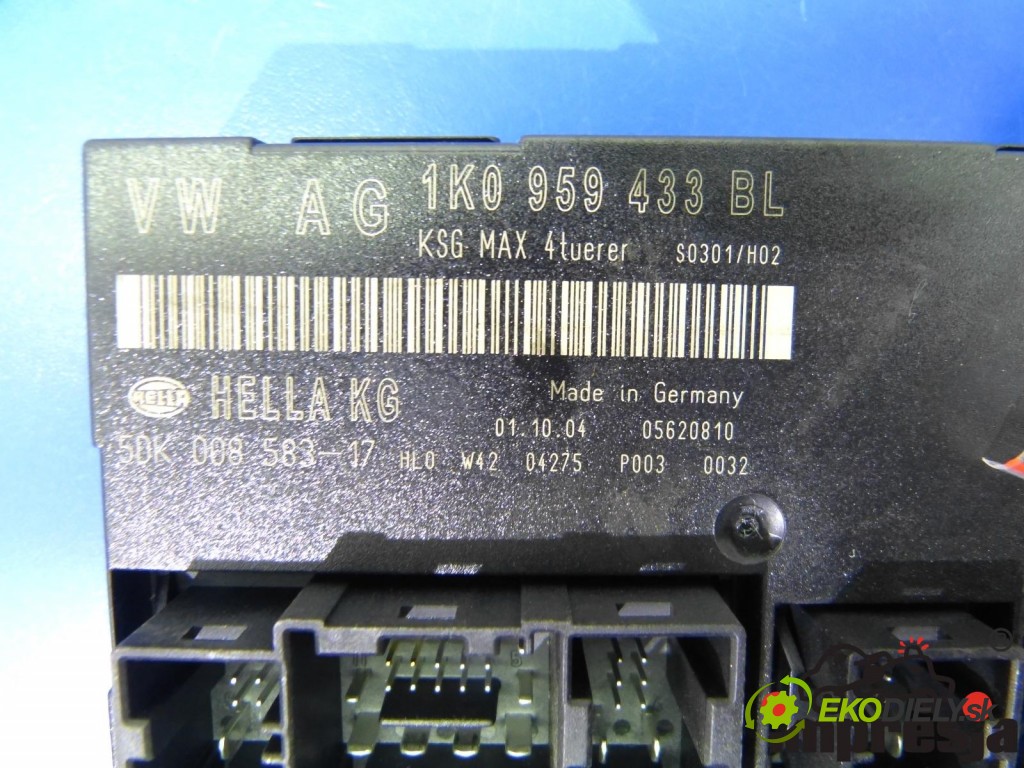 VW AG 1K0 959 433 BL
KSG MAX 4tuerer S0301/H02
HELLA HELLA KG Made in Germany
01.10.04 05620810
5DK 008 583-17 HLO W42 04275 P003 0032
EKODIELY.sk